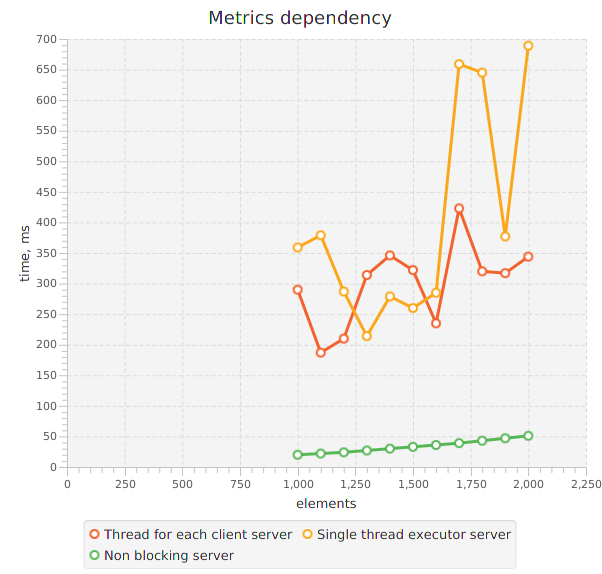 Metrics dependency
700
650
600
550
500
450
400
350
300
250
200
150
100
50
0
time, ms
0 250 500 750 1,000 1,250 1,500 1,750 2,000 2,250
elements
Thread for each client server Single thread executor server
Non blocking server